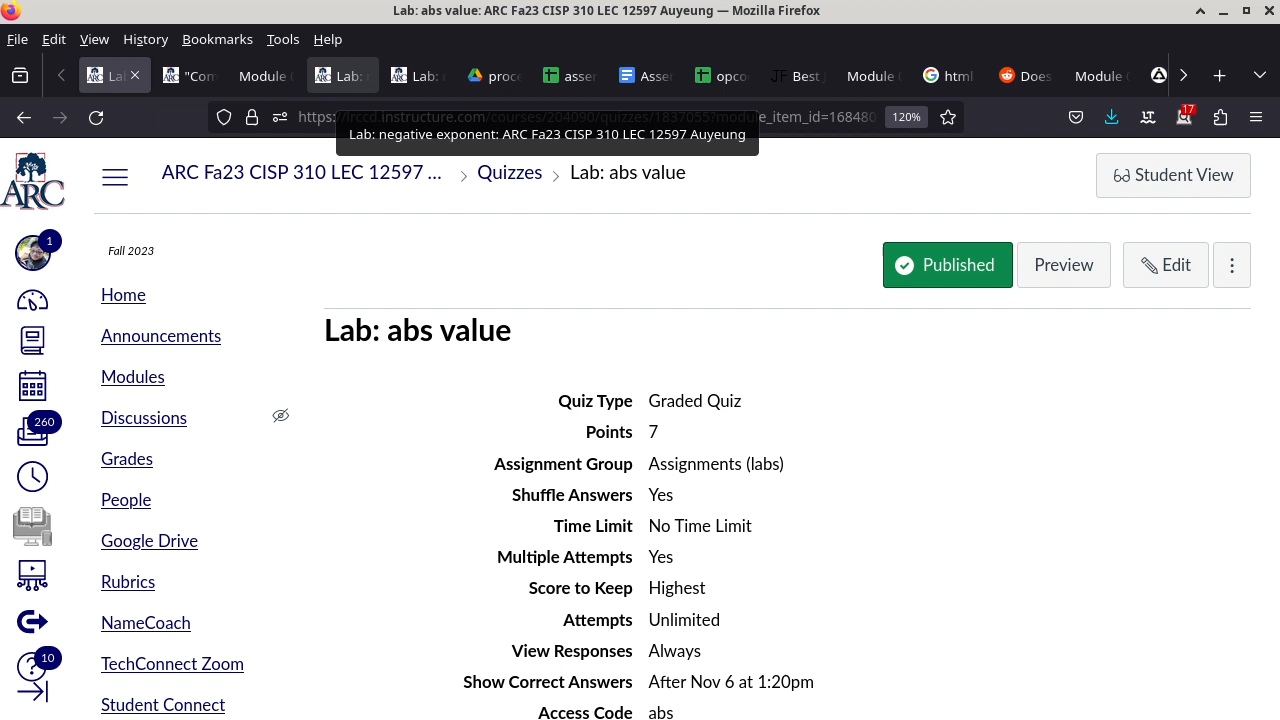 Lab: abs value: ARC Fa23 CISP 310 LEC 12597 Auyeung — Mozilla Firefox
File Edit View History Bookmarks Tools Help
La "Com Module Lab: Lab: proce asser Asser opco Best Module html Does Module
https://lrccd.instructure.com/courses/204090/quizzes/1837055?module_item_id=168480 120% 17
Lab: negative exponent: ARC Fa23 CISP 310 LEC 12597 Auyeung
ARC
ARC Fa23 CISP 310 LEC 12597 ... > Quizzes > Lab: abs value
Student View
1
260
10
Fall 2023
Home
Announcements
Modules
Discussions
Grades
People
Google Drive
Rubrics
NameCoach
TechConnect Zoom
Student Connect
Published Preview Edit
Lab: abs value
Quiz Type Graded Quiz
Points 7
Assignment Group Assignments (labs)
Shuffle Answers Yes
Time Limit No Time Limit
Multiple Attempts Yes
Score to Keep Highest
Attempts Unlimited
View Responses Always
Show Correct Answers After Nov 6 at 1:20pm
Access Code abs